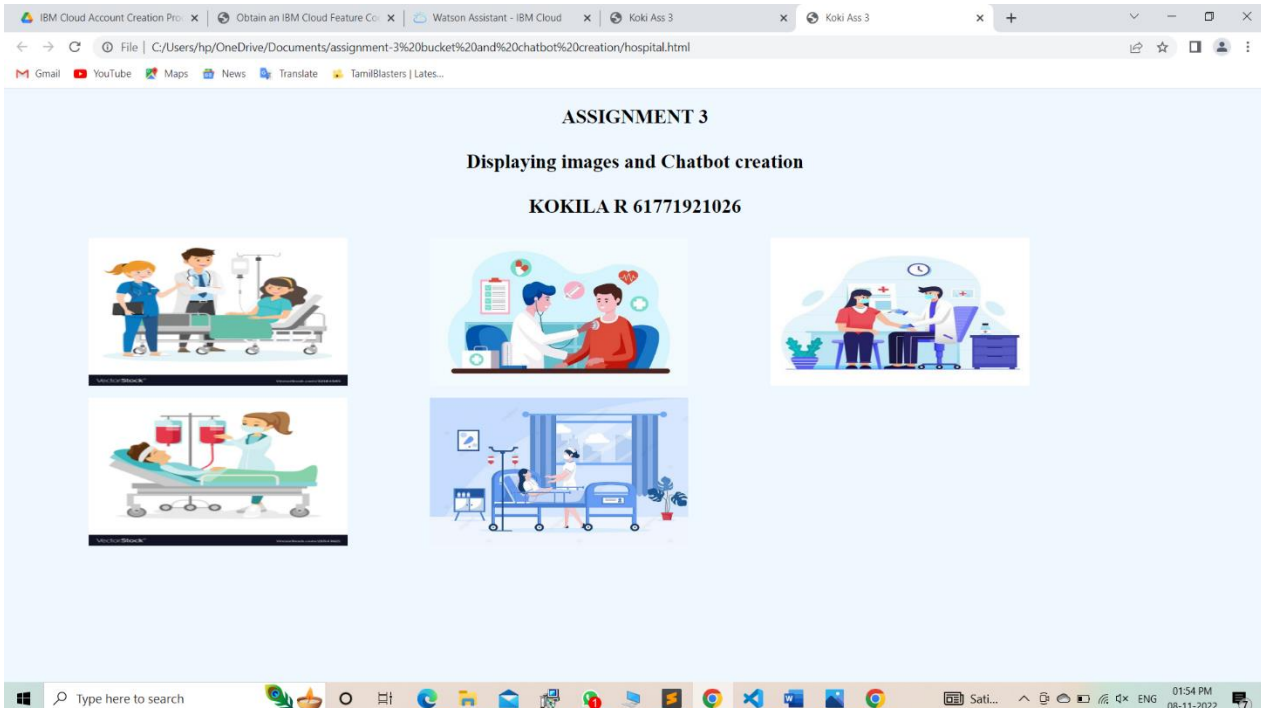 IBM Cloud Account Creation Pro
Obtain an IBM Cloud Feature Co
Watson Assistant - IBM Cloud
Koki Ass 3
Koki Ass 3
File
C:/Users/hp/OneDrive/Documents/assignment-3%20bucket%20and%20chatbot%20creation/hospital.html
Gmail
YouTube
Maps
News
Translate
TamilBlasters | Lates...
ASSIGNMENT 3
Displaying images and Chatbot creation
KOKILA R 61771921026
VectorStock
VectorStock
Type here to search
Sati...
ENG
01:54 PM
08-11-2022